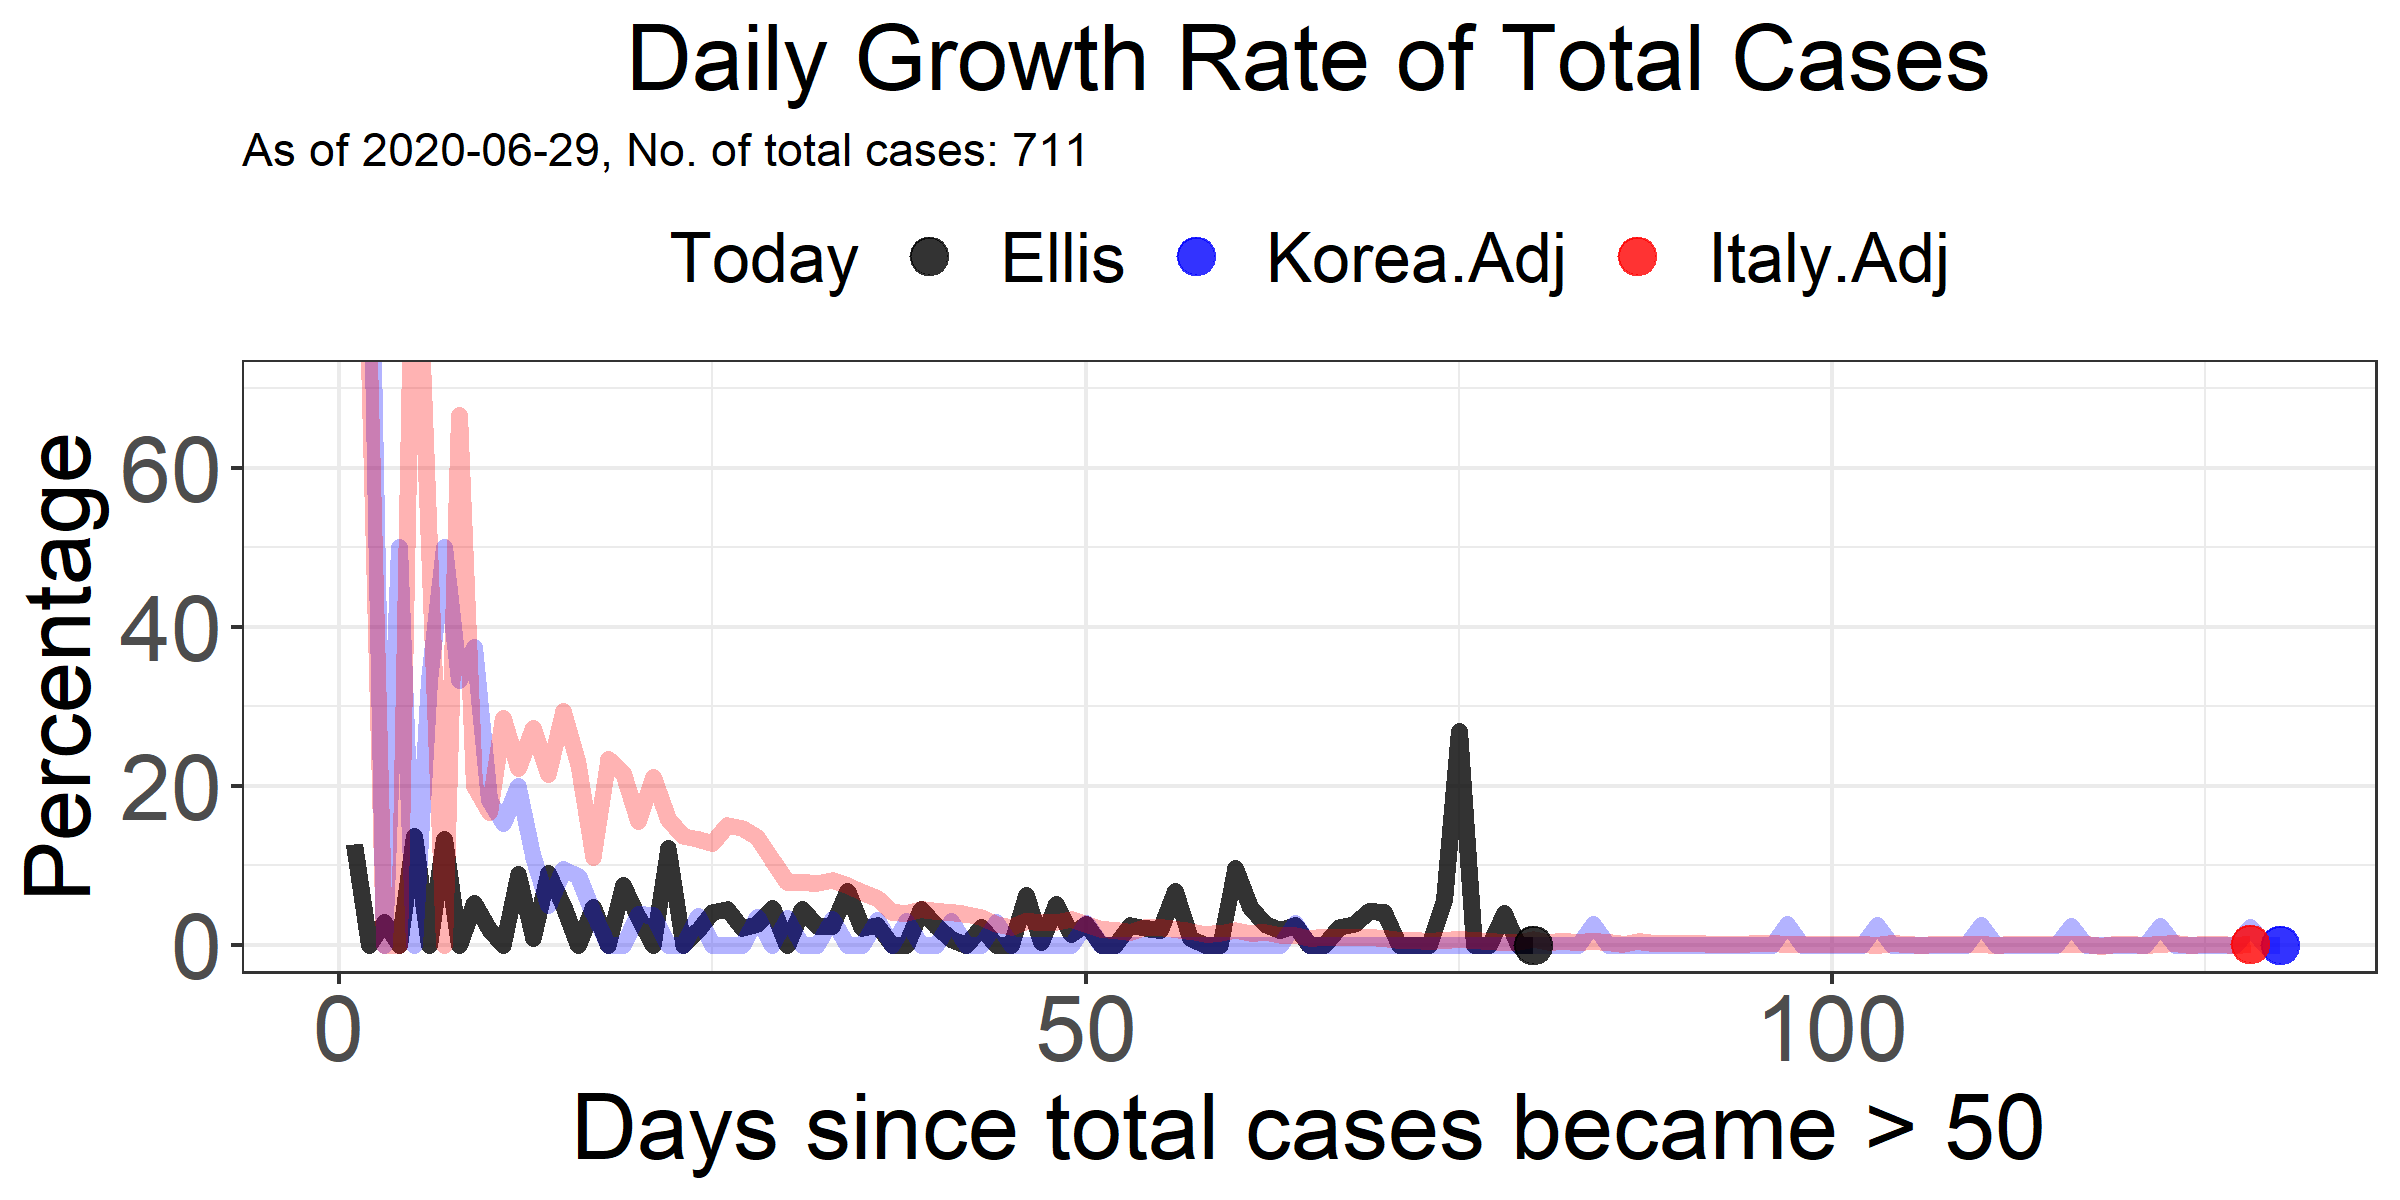 Daily Growth Rate of Total Cases
As of 2020-06-29, No. of total cases: 711
Today Ellis Korea.Adj Italy.Adj
Percentage
60
40
20
0
0 50 100
Days since total cases became > 50